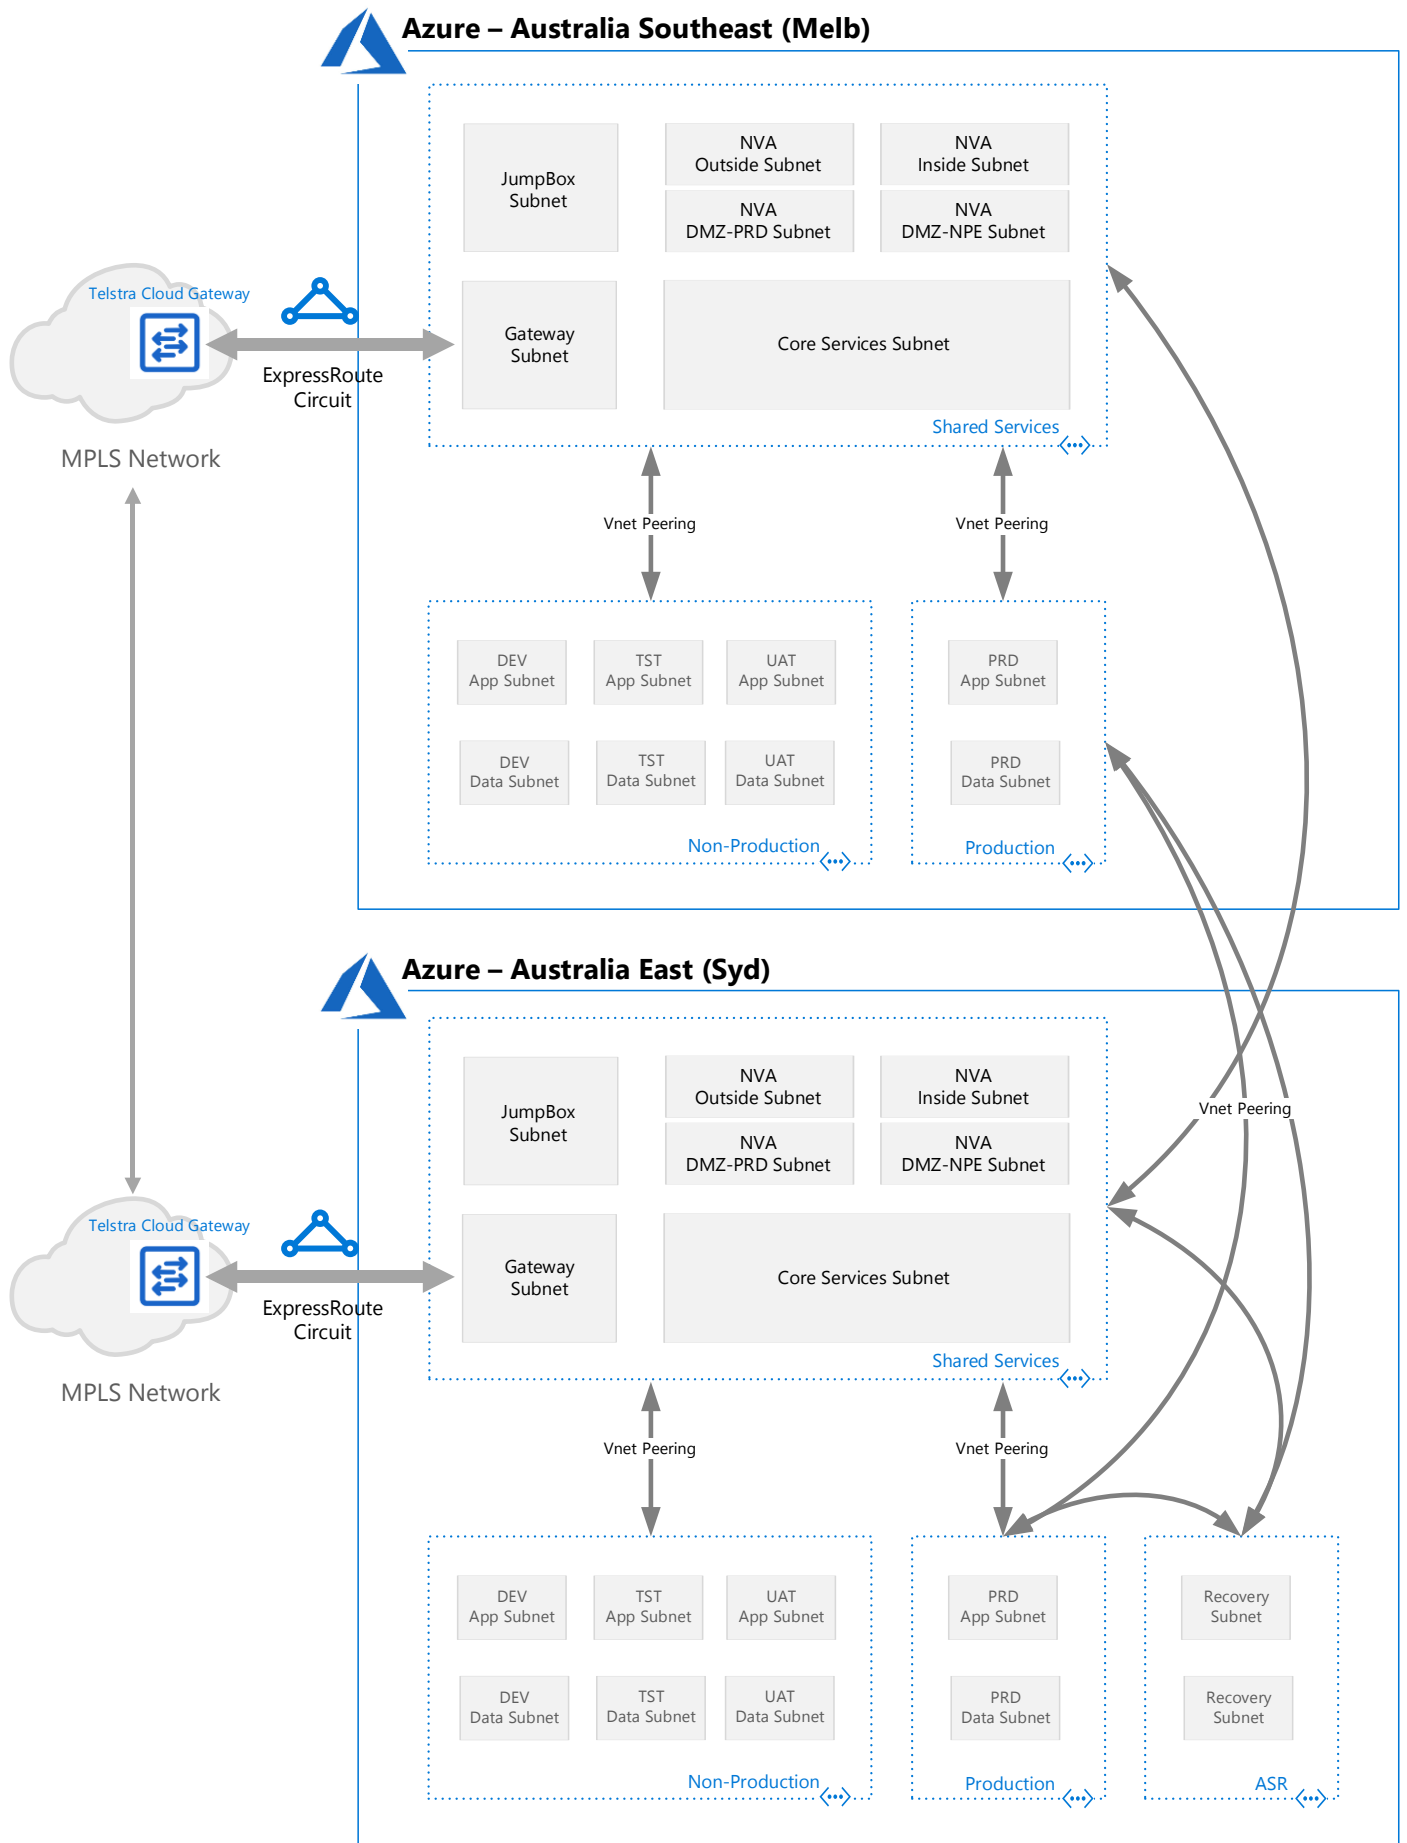 Azure – Australia Southeast (Melb)
JumpBox
Subnet
NVA
Outside Subnet
NVA
Inside Subnet
NVA
DMZ-PRD Subnet
NVA
DMZ-NPE Subnet
Telstra Cloud Gateway
Gateway
Subnet
Core Services Subnet
ExpressRoute
Circuit
Shared Services
MPLS Network
Vnet Peering
Vnet Peering
DEV
App Subnet
TST
App Subnet
UAT
App Subnet
PRD
App Subnet
DEV
Data Subnet
TST
Data Subnet
UAT
Data Subnet
PRD
Data Subnet
Non-Production
Production
Azure – Australia East (Syd)
JumpBox
Subnet
NVA
Outside Subnet
NVA
Inside Subnet
NVA
DMZ-PRD Subnet
NVA
DMZ-NPE Subnet
Vnet Peering
Telstra Cloud Gateway
Gateway
Subnet
Core Services Subnet
ExpressRoute
Circuit
Shared Services
MPLS Network
Vnet Peering
Vnet Peering
DEV
App Subnet
TST
App Subnet
UAT
App Subnet
PRD
App Subnet
Recovery
Subnet
DEV
Data Subnet
TST
Data Subnet
UAT
Data Subnet
PRD
Data Subnet
Recovery
Subnet
Non-Production
Production
ASR